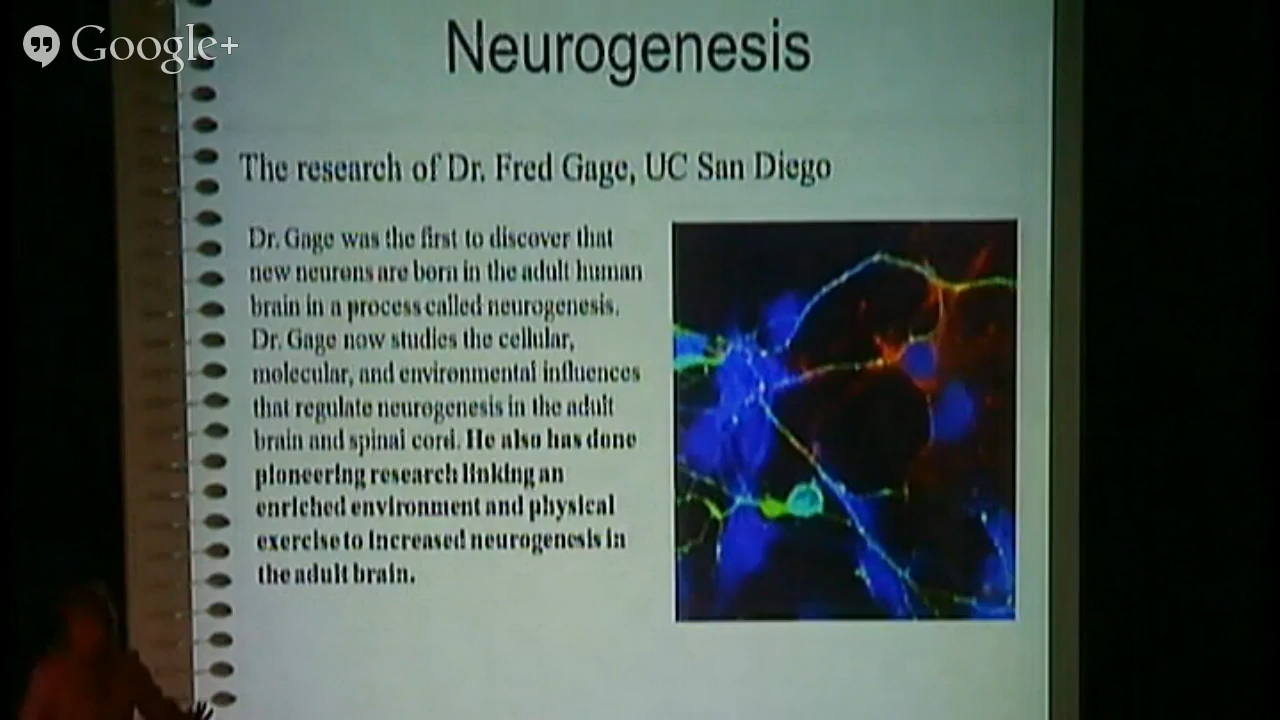 Google+
Neurogenesis
The research of Dr. Fred Gage, UC San Diego
Dr. Gage was the first to discover that
new neurons are born in the adult human
brain in a process called neurogenesis.
Dr. Gage now studies the cellular,
molecular, and environmental influences
that regulate neurogenesis in the adult
brain and spinal cord. He also has done
pioneering research linking an
enriched environment and physical
exercise to increased neurogenesis in
the adult brain.